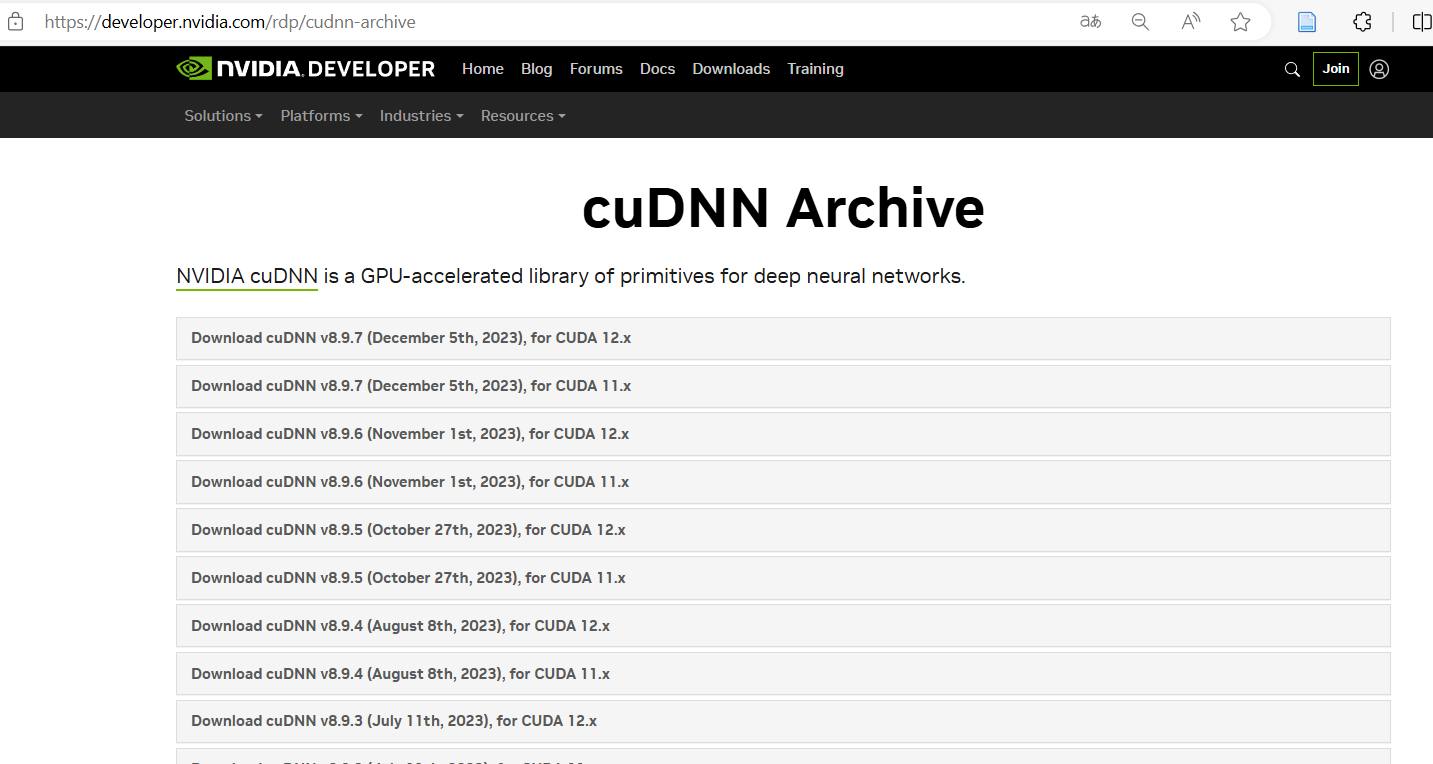 https://developer.nvidia.com/rdp/cudnn-archive
NVIDIA. DEVELOPER Home Blog Forums Docs Downloads Training Join
Solutions Platforms Industries Resources
cuDNN Archive
NVIDIA cuDNN is a GPU-accelerated library of primitives for deep neural networks.
Download cuDNN v8.9.7 (December 5th, 2023), for CUDA 12.x
Download cuDNN v8.9.7 (December 5th, 2023), for CUDA 11.x
Download cuDNN v8.9.6 (November 1st, 2023), for CUDA 12.x
Download cuDNN v8.9.6 (November 1st, 2023), for CUDA 11.x
Download cuDNN v8.9.5 (October 27th, 2023), for CUDA 12.x
Download cuDNN v8.9.5 (October 27th, 2023), for CUDA 11.x
Download cuDNN v8.9.4 (August 8th, 2023), for CUDA 12.x
Download cuDNN v8.9.4 (August 8th, 2023), for CUDA 11.x
Download cuDNN v8.9.3 (July 11th, 2023), for CUDA 12.x